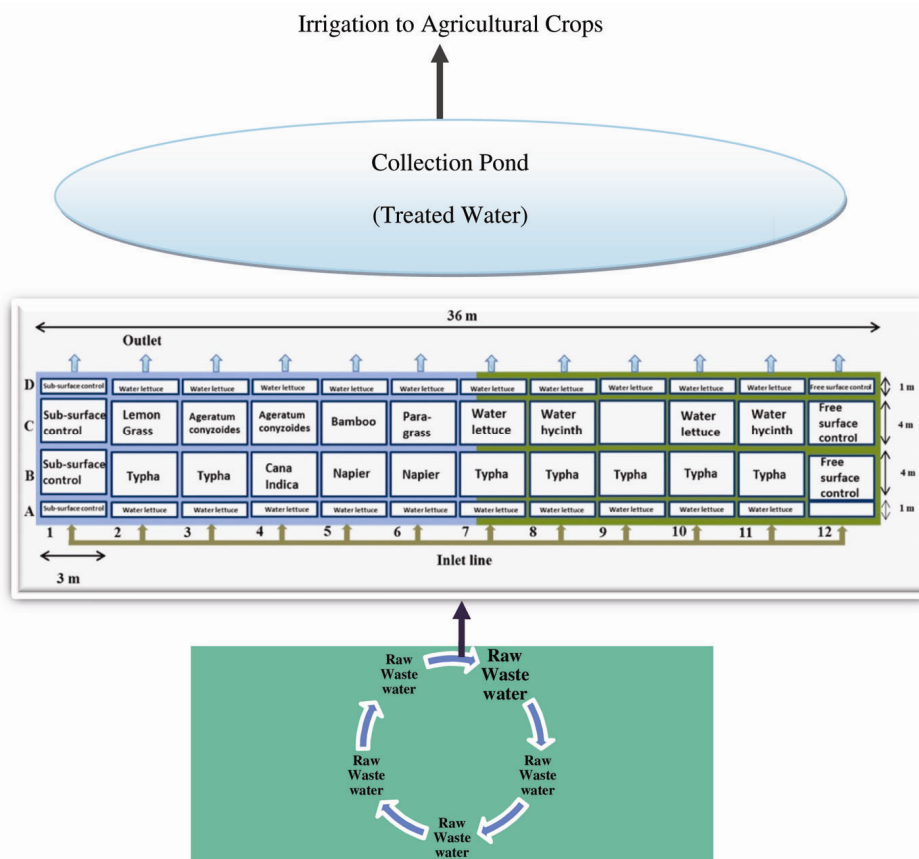 Irrigation to Agricultural Crops
Collection Pond
(Treated Water)
36 m
Outlet
D
Sub-surface control
Water lettuce
Water lettuce
Water lettuce
Water lettuce
Water lettuce
Water lettuce
Water lettuce
Water lettuce
Water lettuce
Water lettuce
Free surface control
1 m
C
Sub-surface
control
Lemon
Grass
Ageratum
conyzoides
Ageratum
conyzoides
Bamboo
Para-
grass
Water
lettuce
Water
hycinth
Water
lettuce
Water
hycinth
Free
surface
control
4 m
B
Sub-surface
control
Typha
Typha
Cana
Indica
Napier
Napier
Typha
Typha
Typha
Typha
Typha
Free
surface
control
4 m
A
Sub-surface control
Water lettuce
Water lettuce
Water lettuce
Water lettuce
Water lettuce
Water lettuce
Water lettuce
Water lettuce
Water lettuce
Water lettuce
1 m
1 2 3 4 5 6 7 8 9 10 11 12
3 m
Inlet line
Raw
Waste
water
Raw
Waste
water
Raw
Waste
water
Raw
Waste
water
Raw
Waste
water